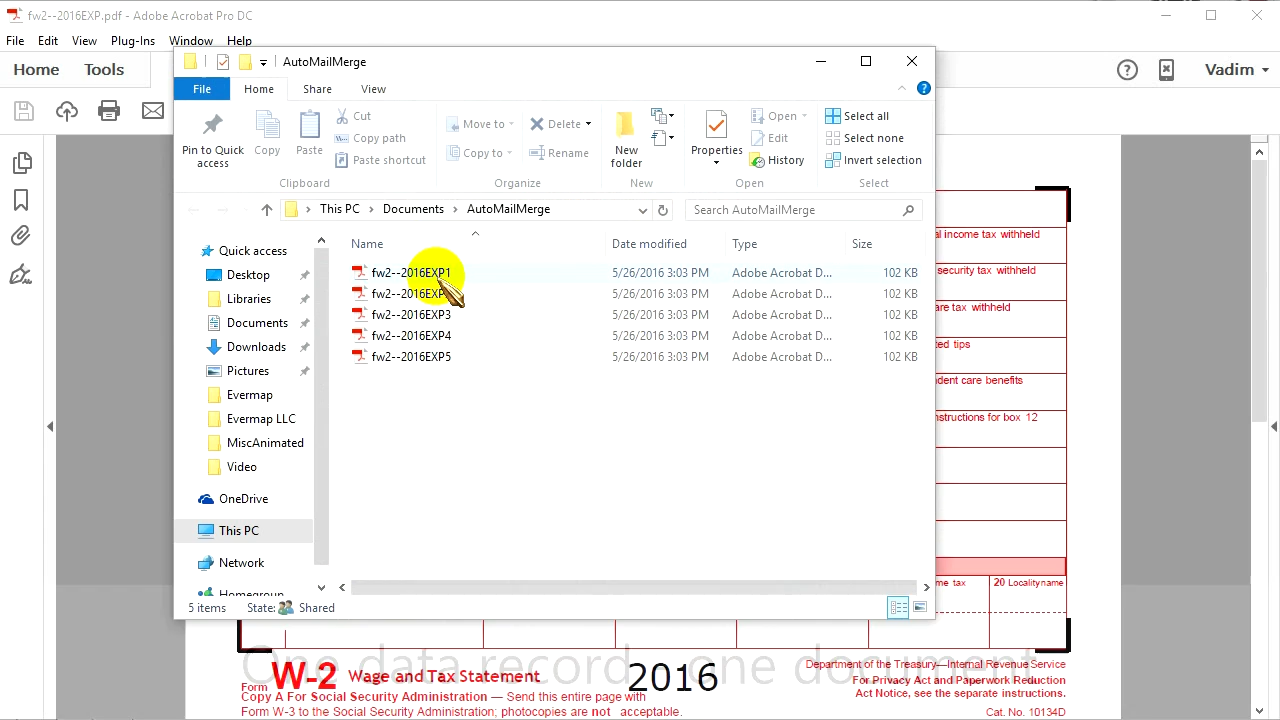 fw2--2016EXP.pdf - Adobe Acrobat Pro DC
File Edit View Plug-Ins Window Help
Home Tools
Vadim
AutoMailMerge
File Home Share View
Pin to Quick access
Copy
Paste
Cut
Copy path
Paste shortcut
Clipboard
Move to
Copy to
Delete
Rename
Organize
New folder
New
Properties
Open
Edit
History
Open
Select all
Select none
Invert selection
Select
This PC Documents AutoMailMerge
Search AutoMailMerge
Quick access
Desktop
Libraries
Documents
Downloads
Pictures
Evermap
Evermap LLC
MiscAnimated
Video
OneDrive
This PC
Network
Homegroup
Name Date modified Type Size
fw2--2016EXP1 5/26/2016 3:03 PM Adobe Acrobat D... 102 KB
fw2--2016EXP 5/26/2016 3:03 PM Adobe Acrobat D... 102 KB
fw2--2016EXP3 5/26/2016 3:03 PM Adobe Acrobat D... 102 KB
fw2--2016EXP4 5/26/2016 3:03 PM Adobe Acrobat D... 102 KB
fw2--2016EXP5 5/26/2016 3:03 PM Adobe Acrobat D... 102 KB
5 items State: Shared
al income tax withheld
security tax withheld
are tax withheld
ted tips
dent care benefits
nstructions for box 12
me tax 20 Locality name
One data record - one document
Form W-2 Wage and Tax Statement
2016
Department of the Treasury—Internal Revenue Service
For Privacy Act and Paperwork Reduction
Act Notice, see the separate instructions.
Copy A For Social Security Administration — Send this entire page with
Form W-3 to the Social Security Administration; photocopies are not acceptable.
Cat. No. 10134D